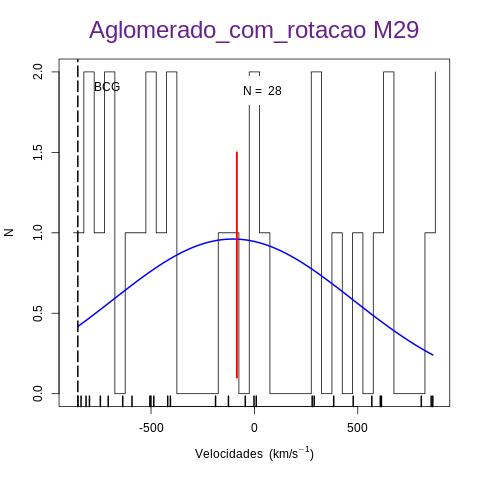 Aglomerado_com_rotacao M29
2.0
BCG
N = 28
1.5
N
1.0
0.5
0.0
-500 0 500
Velocidades (km/s⁻¹)